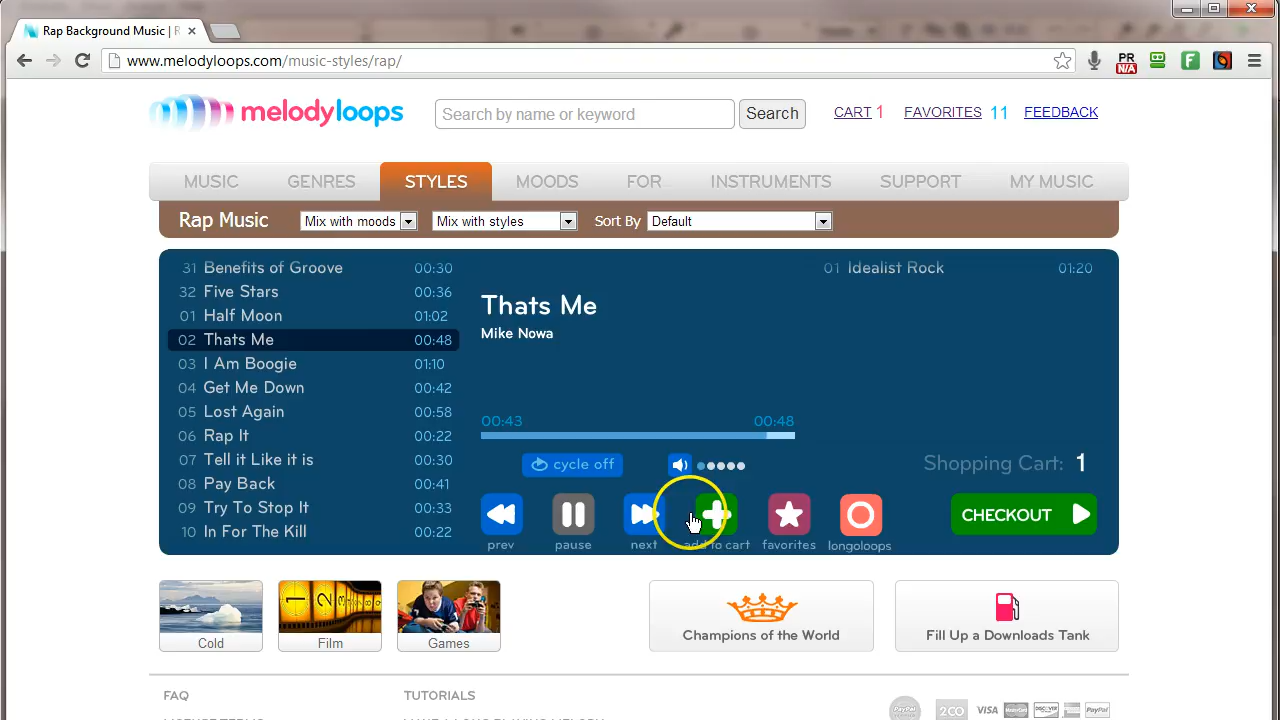 Rap Background Music | R
www.melodyloops.com/music-styles/rap/
PR
N/A
F
melodyloops
Search by name or keyword
Search
CART 1
FAVORITES 11
FEEDBACK
MUSIC
GENRES
STYLES
MOODS
FOR...
INSTRUMENTS
SUPPORT
MY MUSIC
Rap Music
Mix with moods
Mix with styles
Sort By
Default
31 Benefits of Groove 00:30
32 Five Stars 00:36
01 Half Moon 01:02
02 Thats Me 00:48
03 I Am Boogie 01:10
04 Get Me Down 00:42
05 Lost Again 00:58
06 Rap It 00:22
07 Tell it Like it is 00:30
08 Pay Back 00:41
09 Try To Stop It 00:51
10 In For The Kill 00:22
Thats Me
Mike Nowa
00:43
00:48
cycle off
prev
pause
next
add to cart
favorites
longoloops
01 Idealist Rock 01:20
Shopping Cart: 1
CHECKOUT
Cold
Film
Games
Champions of the World
Fill Up a Downloads Tank
FAQ
TUTORIALS
PayPal
2CO
VISA
MasterCard
DISCOVER
PayPal